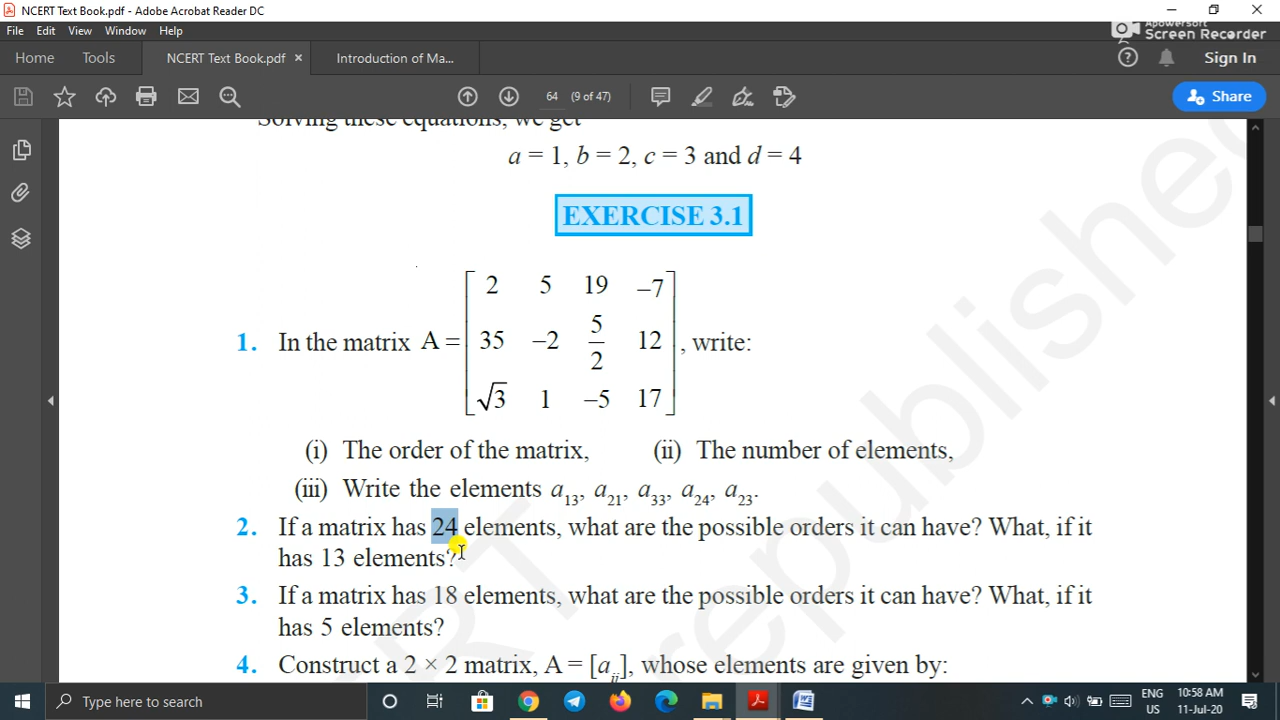 NCERT Text Book.pdf - Adobe Acrobat Reader DC
File Edit View Window Help
Apowersoft
Screen Recorder
Home Tools NCERT Text Book.pdf × Introduction of Ma... Sign In
64 (9 of 47) Share
Solving these equations, we get
a = 1, b = 2, c = 3 and d = 4
EXERCISE 3.1
2 5 19 –7
1. In the matrix A = 35 –2 5/2 12 , write:
√3 1 –5 17
(i) The order of the matrix, (ii) The number of elements,
(iii) Write the elements a13, a21, a33, a24, a23.
2. If a matrix has 24 elements, what are the possible orders it can have? What, if it
has 13 elements?
3. If a matrix has 18 elements, what are the possible orders it can have? What, if it
has 5 elements?
4. Construct a 2 × 2 matrix, A = [aij], whose elements are given by:
republished
Type here to search
ENG 10:58 AM
US 11-Jul-20